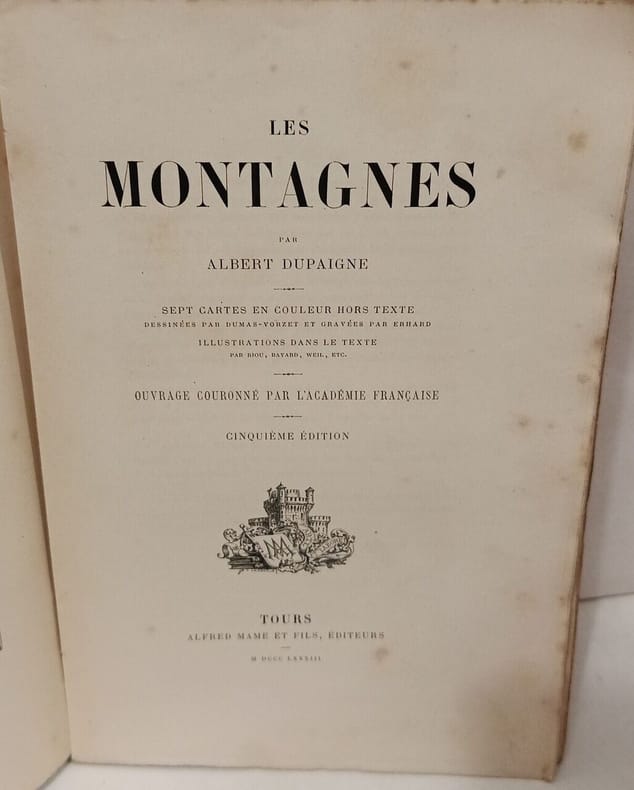 LES
MONTAGNES
PAR
ALBERT DUPAIGNE
SEPT CARTES EN COULEUR HORS TEXTE
DESSINÉES PAR DUMAS-VORZET ET GRAVÉES PAR ERHARD
ILLUSTRATIONS DANS LE TEXTE
PAR RIOU, BAYARD, WEIL, ETC.
OUVRAGE COURONNÉ PAR L'ACADÉMIE FRANÇAISE
CINQUIÈME ÉDITION
TOURS
ALFRED MAME ET FILS, ÉDITEURS
M DCCC LXXXIII